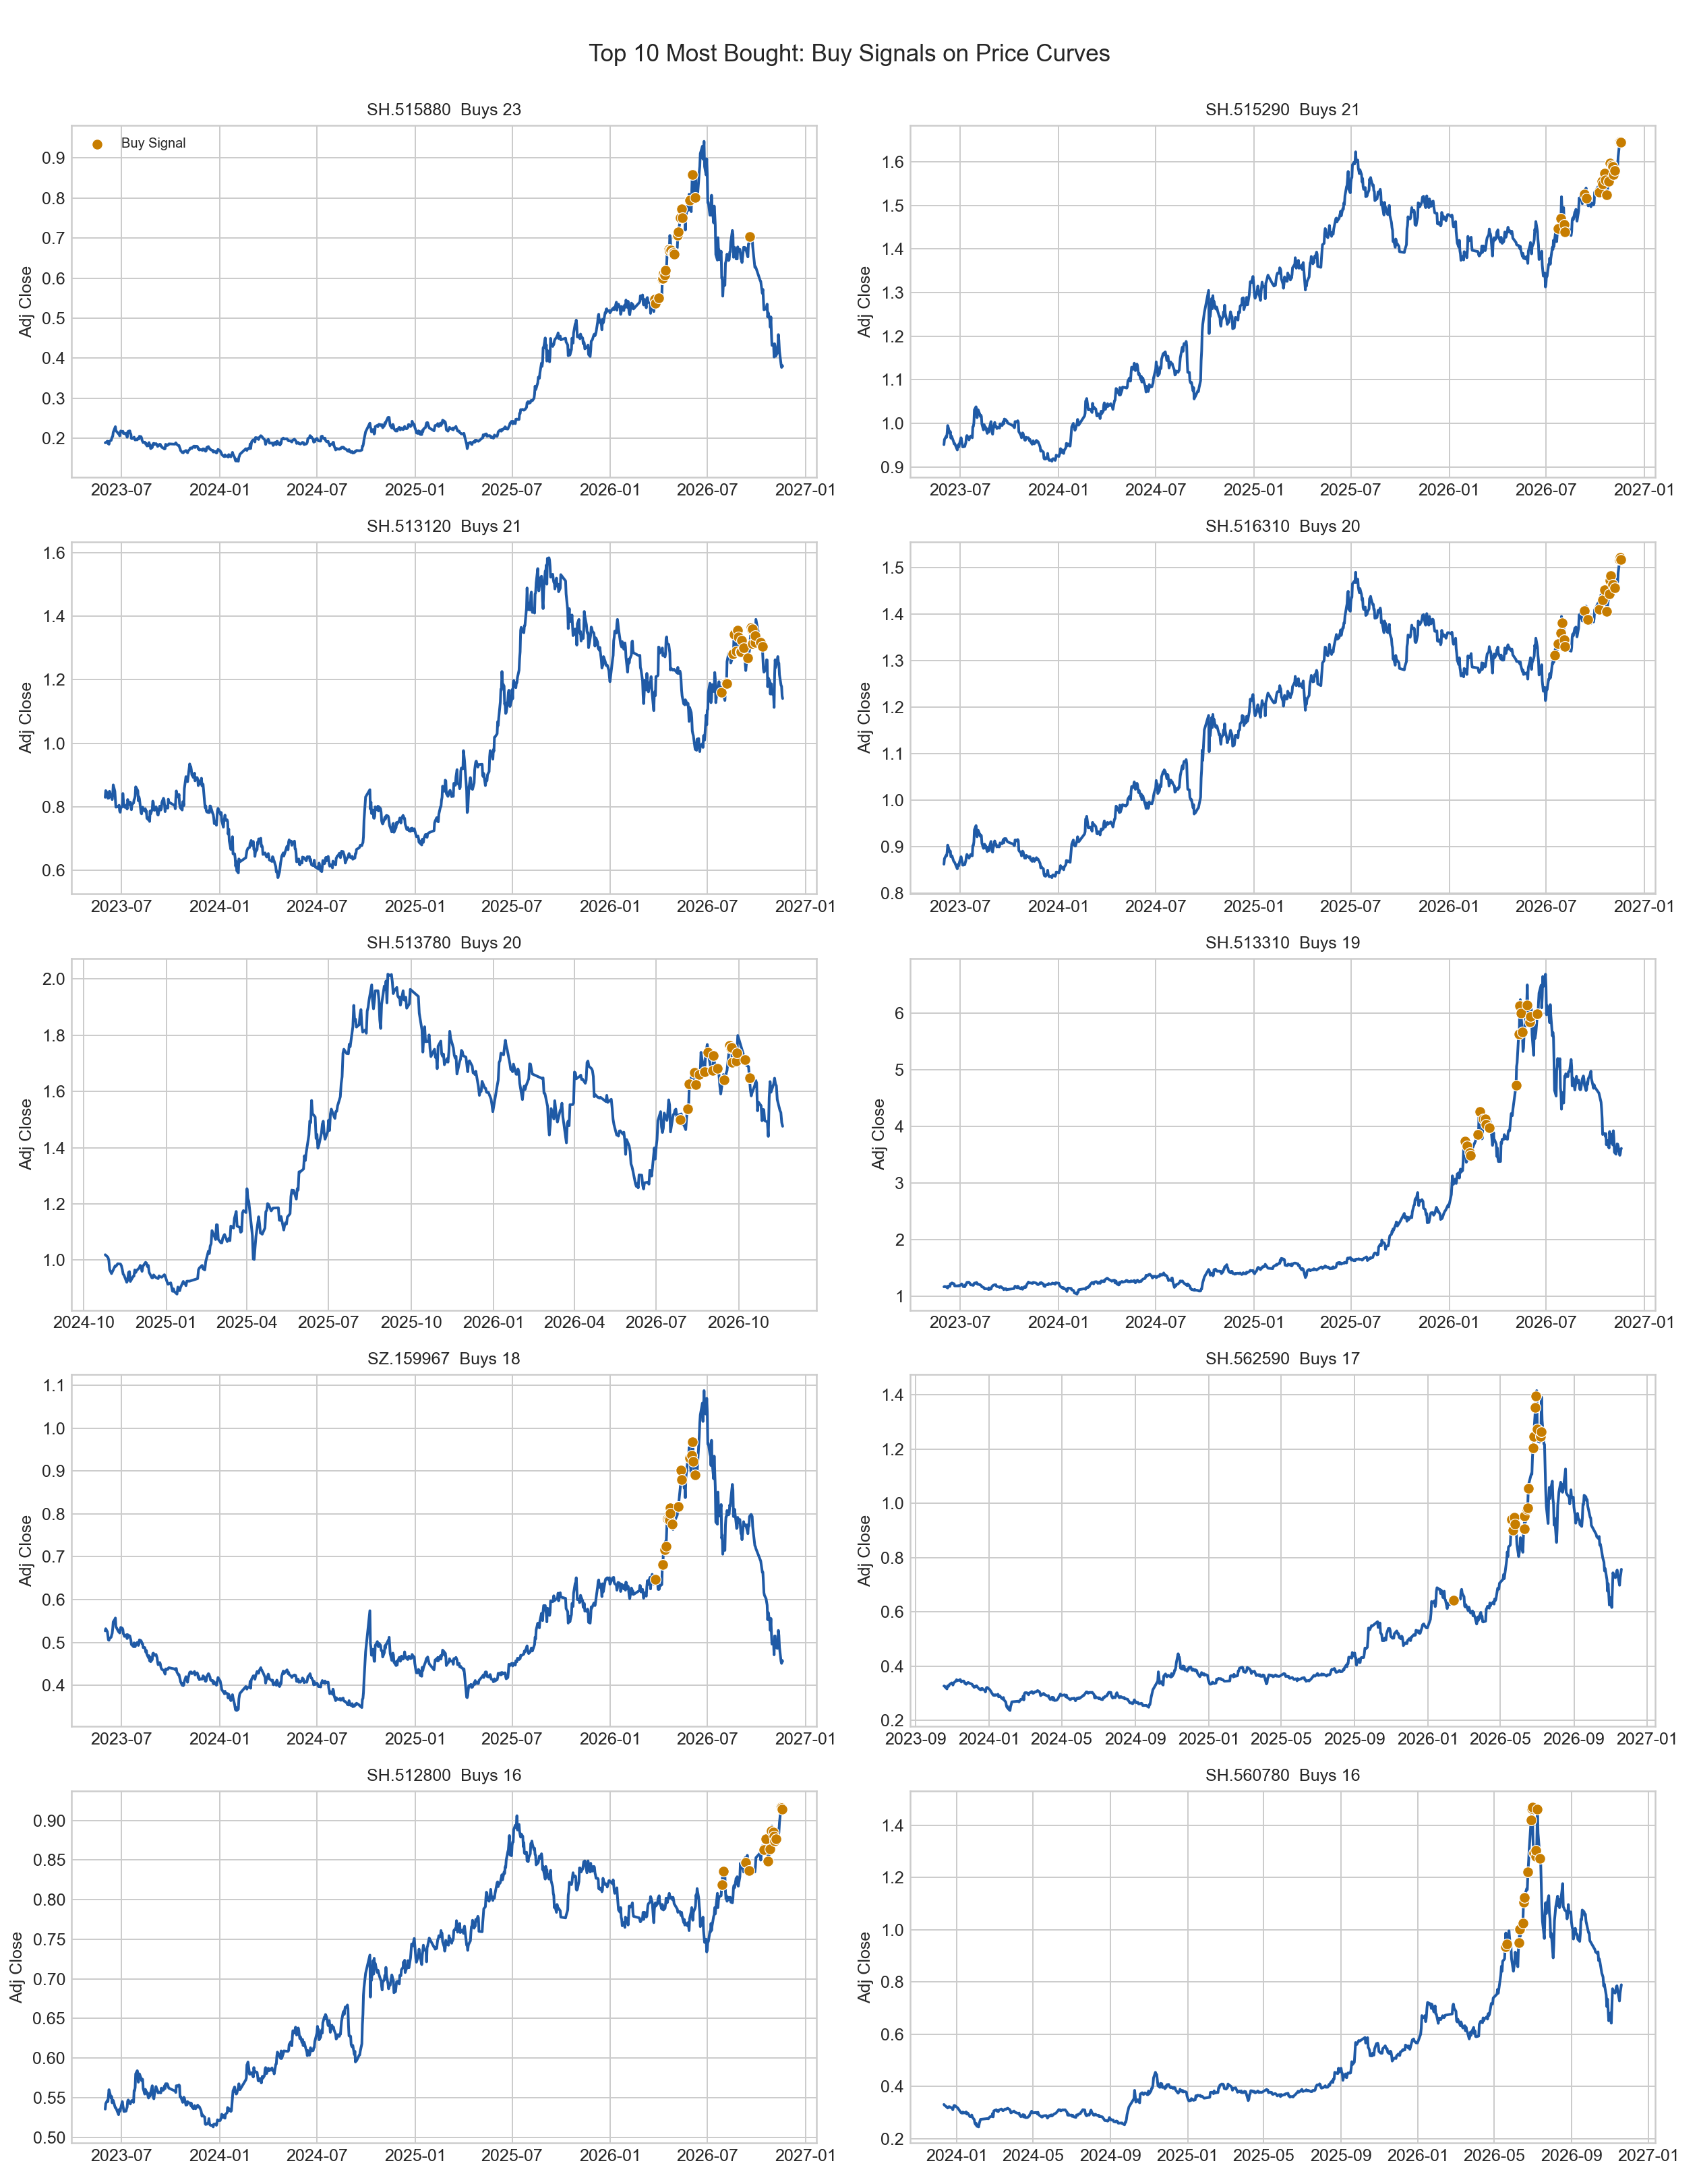 Top 10 Most Bought: Buy Signals on Price Curves
SH.515880  Buys 23
Buy Signal
Adj Close
0.9
0.8
0.7
0.6
0.5
0.4
0.3
0.2
2023-07 2024-01 2024-07 2025-01 2025-07 2026-01 2026-07 2027-01
SH.515290  Buys 21
Adj Close
1.6
1.5
1.4
1.3
1.2
1.1
1.0
0.9
2023-07 2024-01 2024-07 2025-01 2025-07 2026-01 2026-07 2027-01
SH.513120  Buys 21
Adj Close
1.6
1.4
1.2
1.0
0.8
0.6
2023-07 2024-01 2024-07 2025-01 2025-07 2026-01 2026-07 2027-01
SH.516310  Buys 20
Adj Close
1.5
1.4
1.3
1.2
1.1
1.0
0.9
0.8
2023-07 2024-01 2024-07 2025-01 2025-07 2026-01 2026-07 2027-01
SH.513780  Buys 20
Adj Close
2.0
1.8
1.6
1.4
1.2
1.0
2024-10 2025-01 2025-04 2025-07 2025-10 2026-01 2026-04 2026-07 2026-10
SH.513310  Buys 19
Adj Close
6
5
4
3
2
1
2023-07 2024-01 2024-07 2025-01 2025-07 2026-01 2026-07 2027-01
SZ.159967  Buys 18
Adj Close
1.1
1.0
0.9
0.8
0.7
0.6
0.5
0.4
2023-07 2024-01 2024-07 2025-01 2025-07 2026-01 2026-07 2027-01
SH.562590  Buys 17
Adj Close
1.4
1.2
1.0
0.8
0.6
0.4
0.2
2023-09 2024-01 2024-05 2024-09 2025-01 2025-05 2025-09 2026-01 2026-05 2026-09 2027-01
SH.512800  Buys 16
Adj Close
0.90
0.85
0.80
0.75
0.70
0.65
0.60
0.55
0.50
2023-07 2024-01 2024-07 2025-01 2025-07 2026-01 2026-07 2027-01
SH.560780  Buys 16
Adj Close
1.4
1.2
1.0
0.8
0.6
0.4
0.2
2024-01 2024-05 2024-09 2025-01 2025-05 2025-09 2026-01 2026-05 2026-09 2027-01